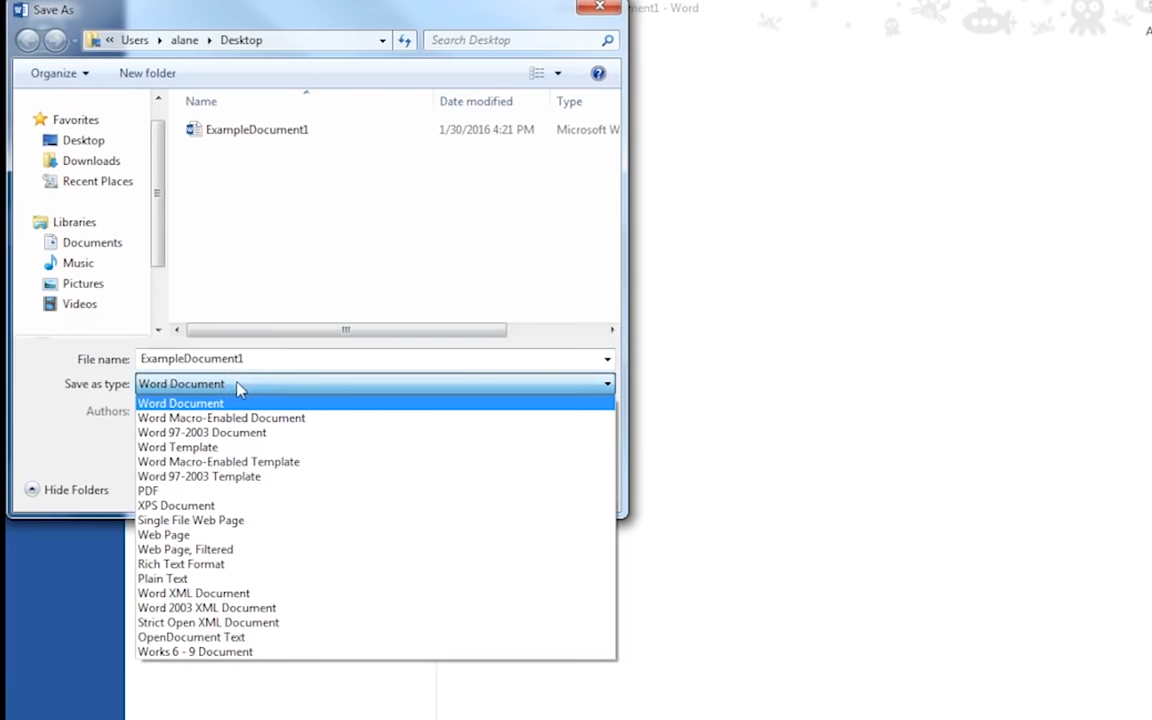 Save As
ment1 - Word
« Users alane Desktop
Search Desktop
Organize New folder
Name Date modified Type
Favorites
Desktop
Downloads
Recent Places
Libraries
Documents
Music
Pictures
Videos
ExampleDocument1 1/30/2016 4:21 PM Microsoft W
File name: ExampleDocument1
Save as type: Word Document
Authors:
Word Document
Word Macro-Enabled Document
Word 97-2003 Document
Word Template
Word Macro-Enabled Template
Word 97-2003 Template
PDF
XPS Document
Single File Web Page
Web Page
Web Page, Filtered
Rich Text Format
Plain Text
Word XML Document
Word 2003 XML Document
Strict Open XML Document
OpenDocument Text
Works 6 - 9 Document
Hide Folders
A